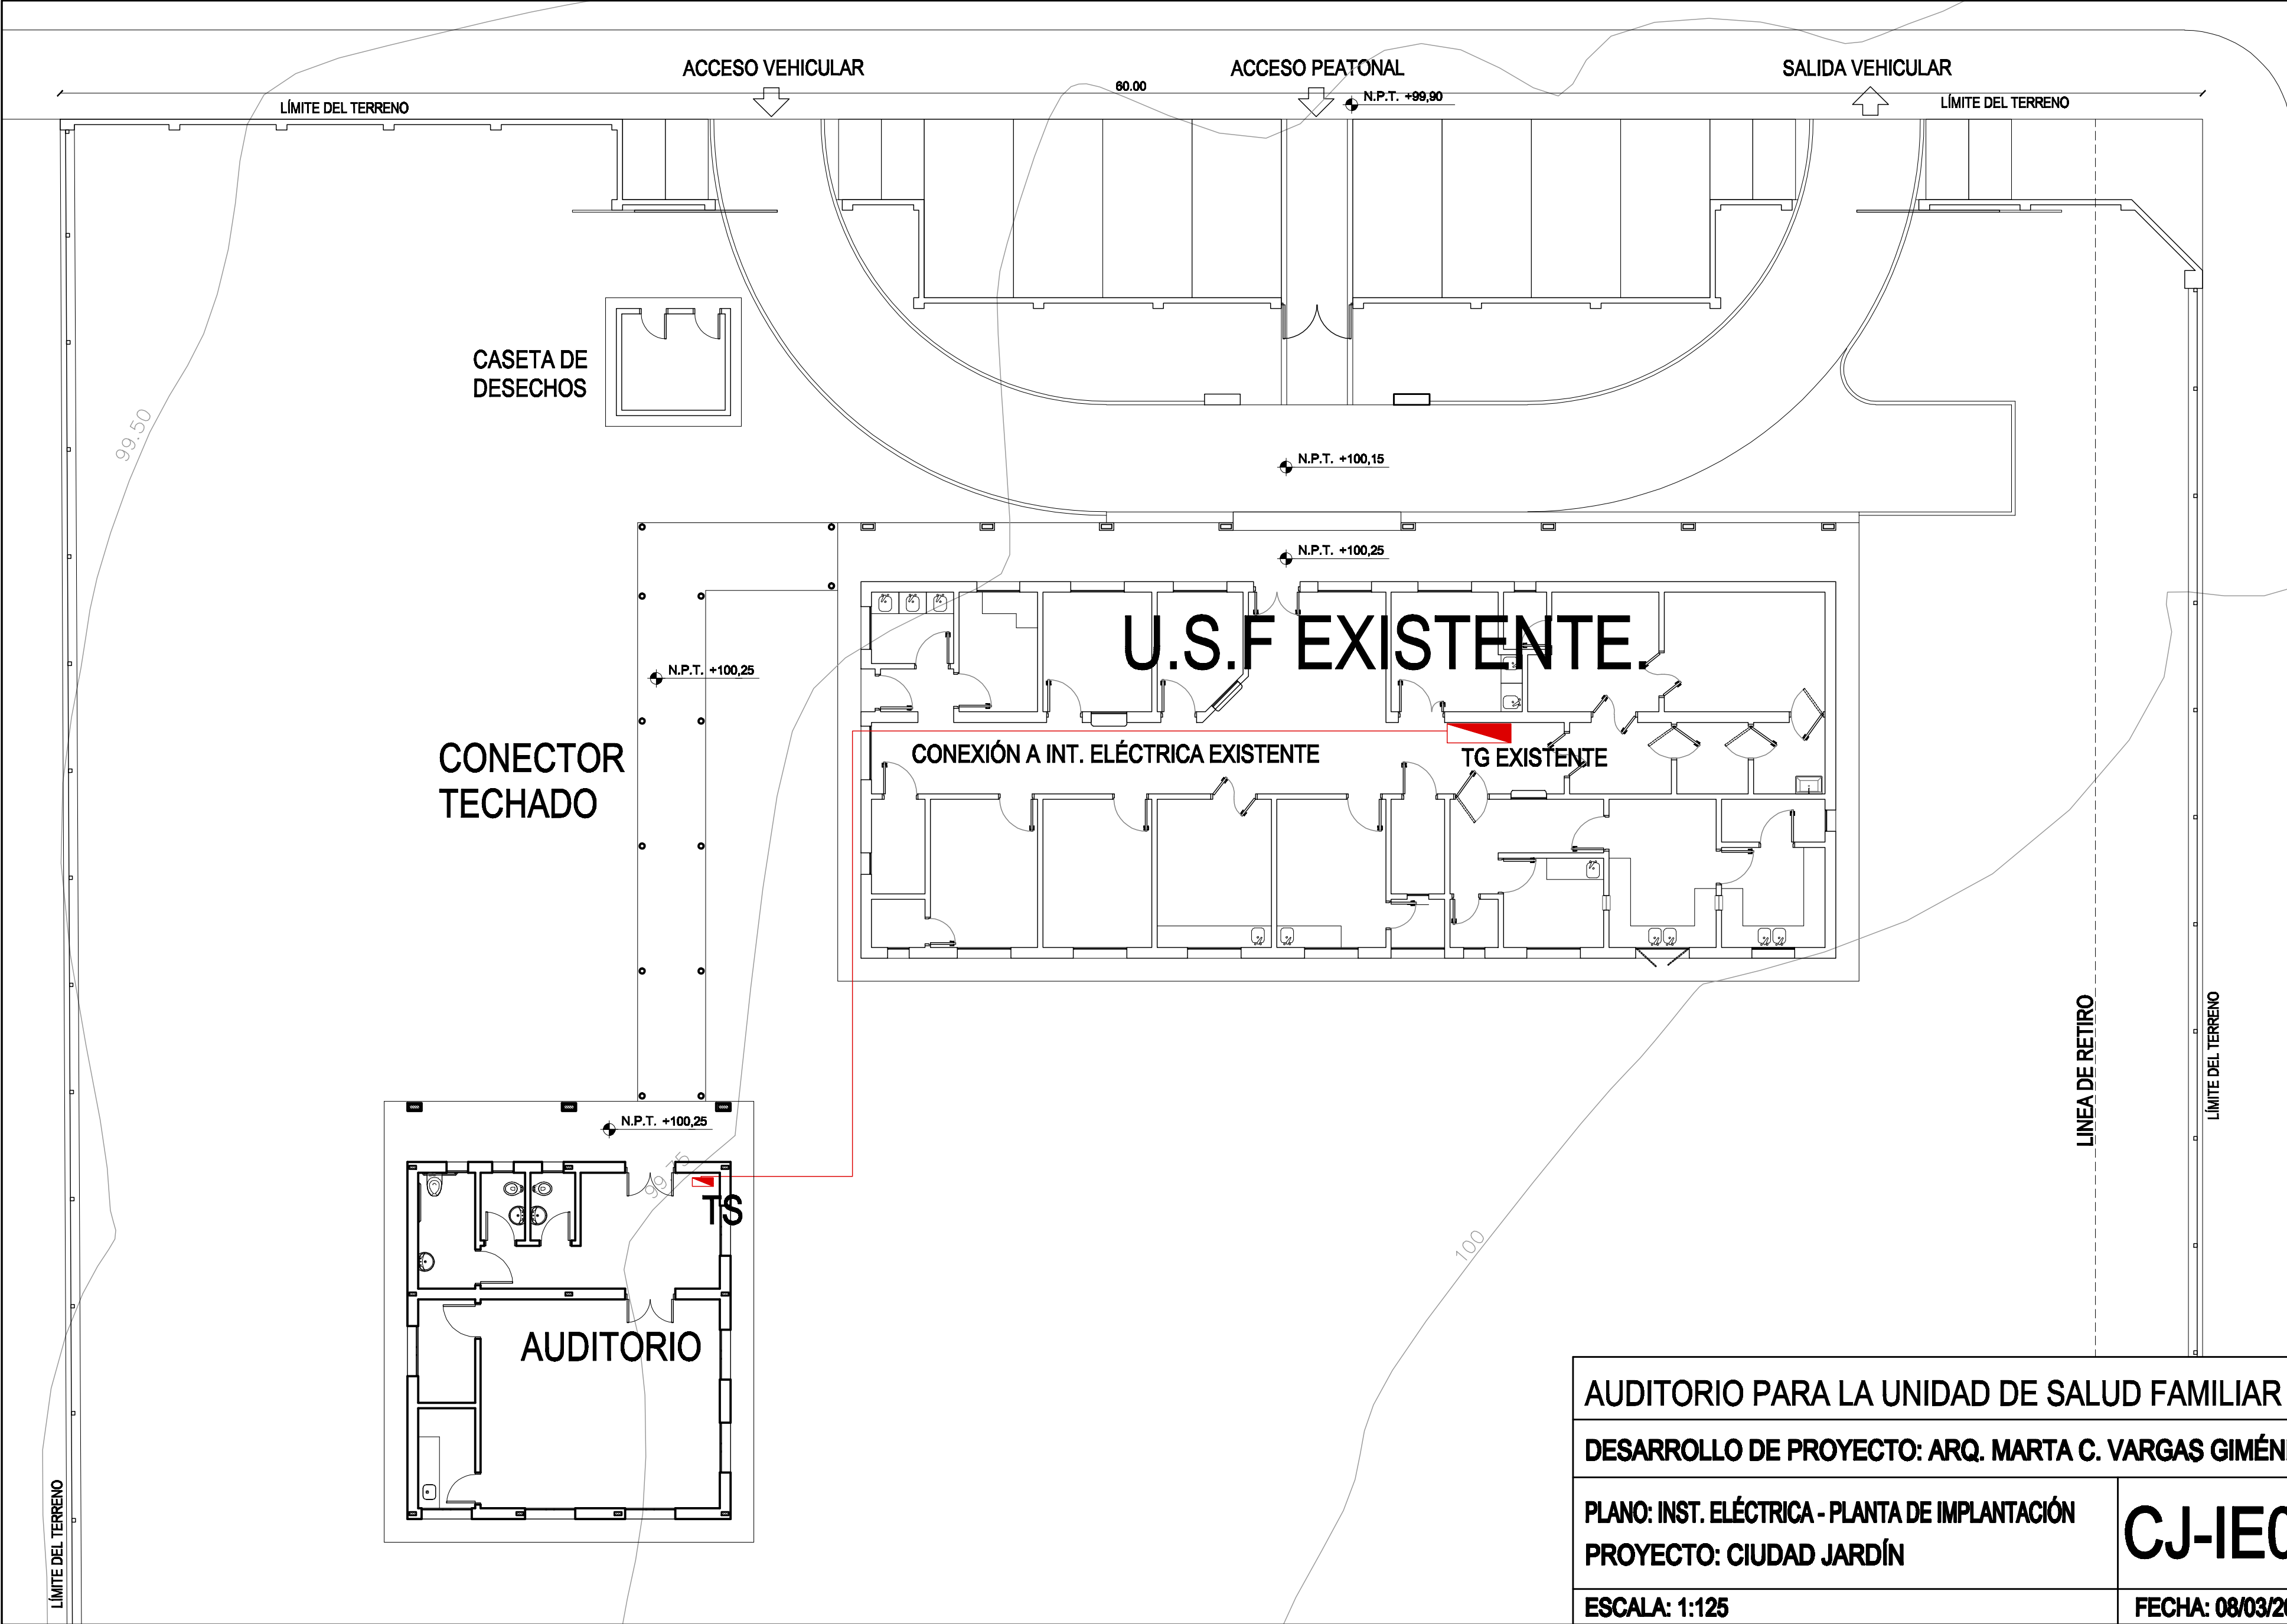 ACCESO VEHICULAR
ACCESO PEATONAL
SALIDA VEHICULAR
60.00
N.P.T. +99,90
LÍMITE DEL TERRENO
LÍMITE DEL TERRENO
CASETA DE
DESECHOS
99.50
N.P.T. +100,15
N.P.T. +100,25
U.S.F EXISTENTE.
N.P.T. +100,25
CONECTOR
TECHADO
CONEXIÓN A INT. ELÉCTRICA EXISTENTE
TG EXISTENTE
LINEA DE RETIRO
LÍMITE DEL TERRENO
N.P.T. +100,25
99.75
TS
100
AUDITORIO
LÍMITE DEL TERRENO
AUDITORIO PARA LA UNIDAD DE SALUD FAMILIAR
DESARROLLO DE PROYECTO: ARQ. MARTA C. VARGAS
PLANO: INST. ELÉCTRICA - PLANTA DE IMPLANTACIÓN
PROYECTO: CIUDAD JARDÍN
CJ-IE0
ESCALA: 1:125
FECHA: 08/03/20